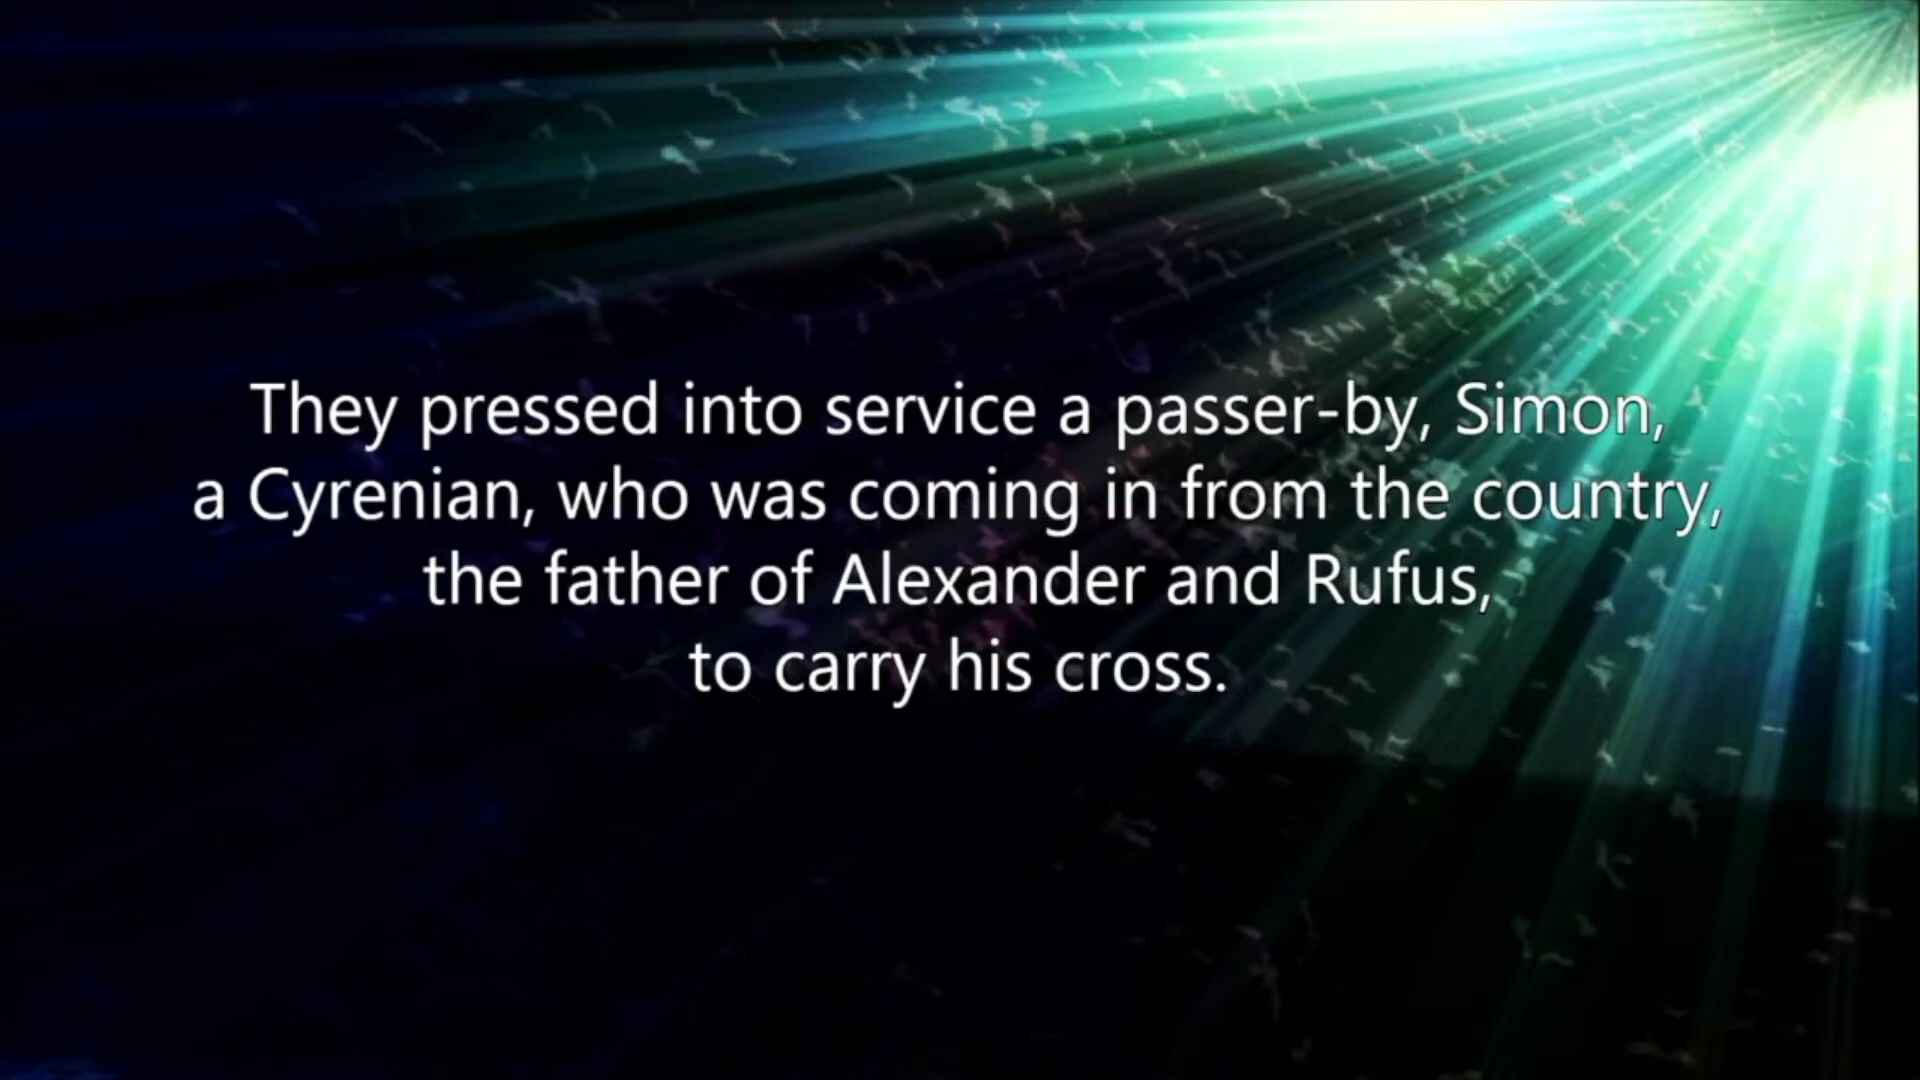 They pressed into service a passer-by, Simon,
a Cyrenian, who was coming in from the country,
the father of Alexander and Rufus,
to carry his cross.